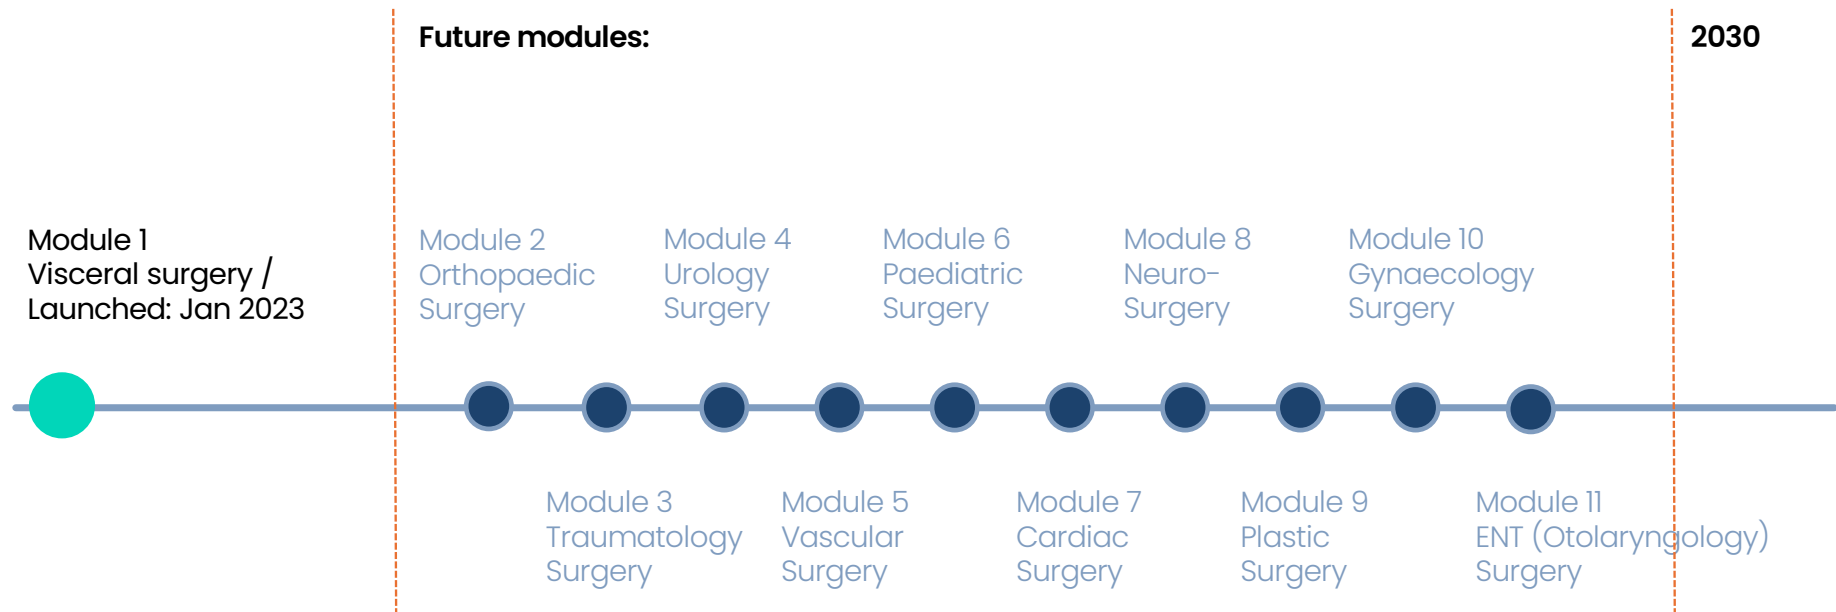 Future modules:
2030
Module 1
Visceral surgery /
Launched: Jan 2023
Module 2
Orthopaedic
Surgery
Module 4
Urology
Surgery
Module 6
Paediatric
Surgery
Module 8
Neuro-
Surgery
Module 10
Gynaecology
Surgery
Module 3
Traumatology
Surgery
Module 5
Vascular
Surgery
Module 7
Cardiac
Surgery
Module 9
Plastic
Surgery
Module 11
ENT (Otolaryngology)
Surgery